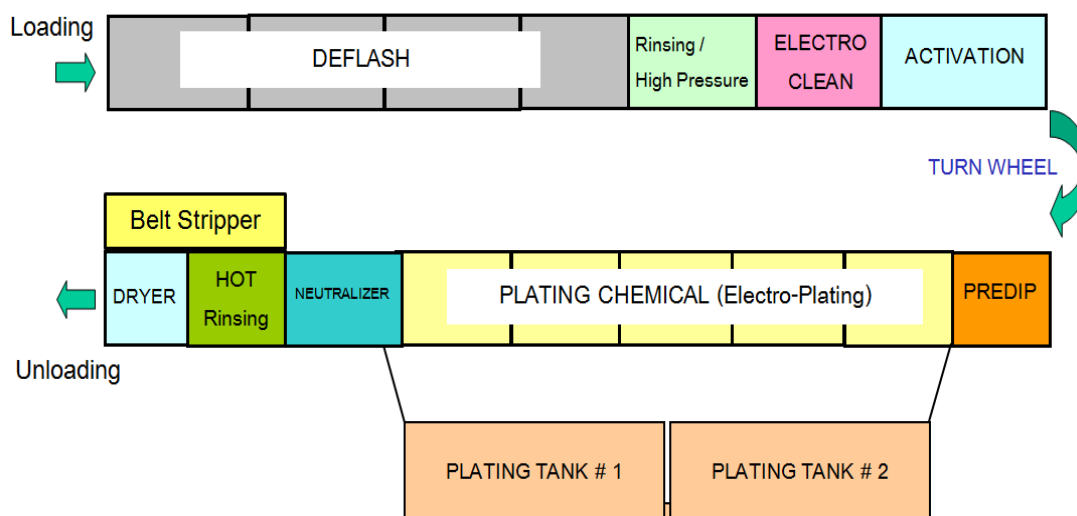 Loading
DEFLASH
Rinsing /
High Pressure
ELECTRO
CLEAN
ACTIVATION
TURN WHEEL
Belt Stripper
DRYER
HOT
Rinsing
NEUTRALIZER
PLATING CHEMICAL (Electro-Plating)
PREDIP
Unloading
PLATING TANK # 1
PLATING TANK # 2